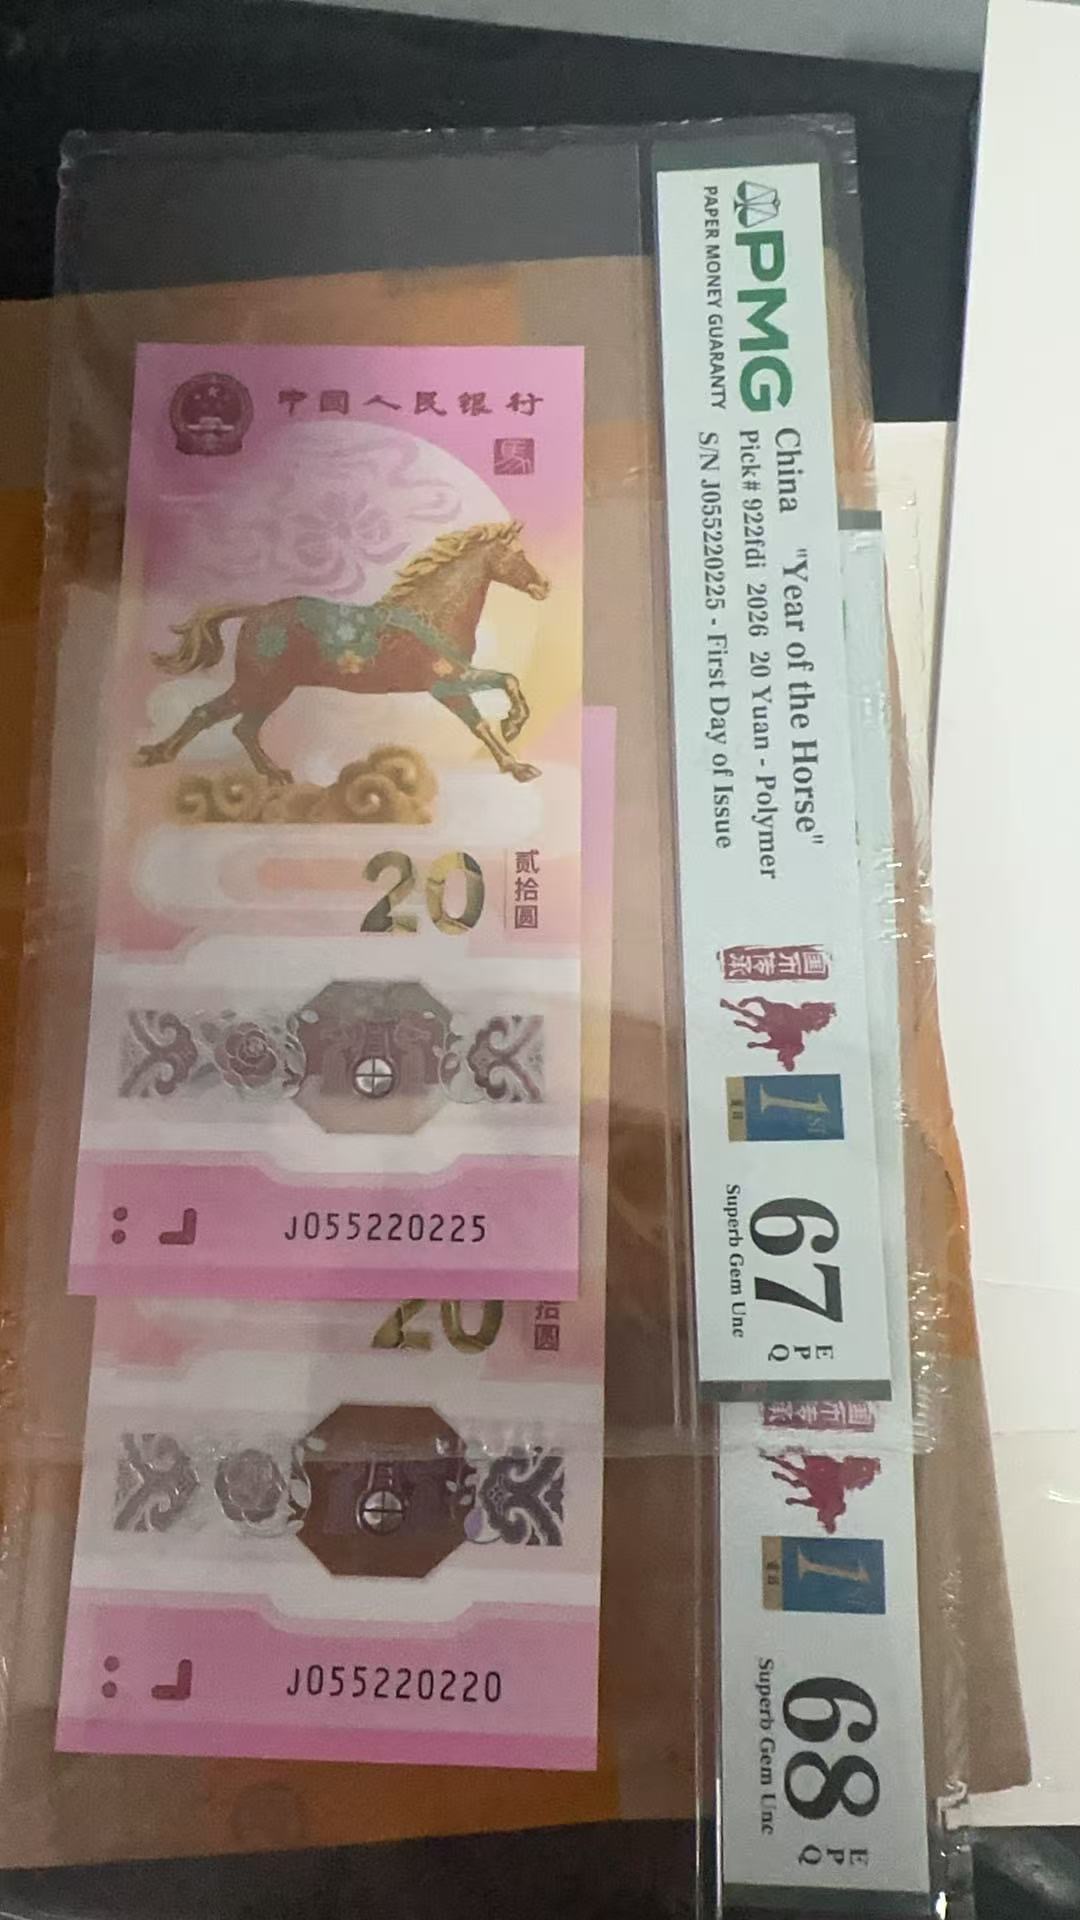 中国人民银行
20
贰拾圆
J055220225
20
拾圆
J055220220
PMG
PAPER MONEY GUARANTY
China "Year of the Horse"
Pick# 922fdi 2026 20 Yuan - Polymer
S/N J055220225 - First Day of Issue
1ST
67 EPQ
Superb Gem Unc
1ST
68 EPQ
Superb Gem Unc